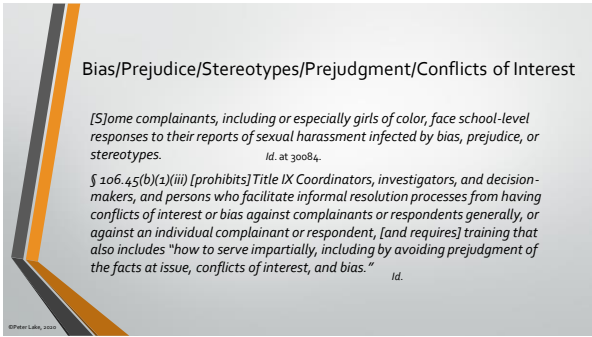 Bias/Prejudice/Stereotypes/Prejudgment/Conflicts of Interest
[S]ome complainants, including or especially girls of color, face school-level
responses to their reports of sexual harassment infected by bias, prejudice, or
stereotypes. Id. at 30084.
§ 106.45(b)(1)(iii) [prohibits]Title IX Coordinators, investigators, and decision-
makers, and persons who facilitate informal resolution processes from having
conflicts of interest or bias against complainants or respondents generally, or
against an individual complainant or respondent, [and requires] training that
also includes “how to serve impartially, including by avoiding prejudgment of
the facts at issue, conflicts of interest, and bias.”
Id.
©Peter Lake, 2020